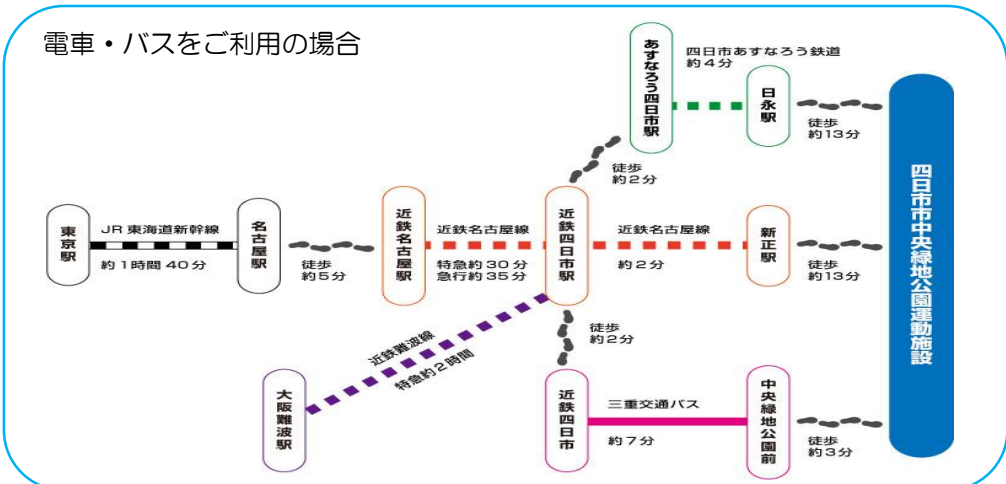 電車・バスをご利用の場合
あすなろう四日市駅
四日市あすなろう鉄道
約4分
日永駅
徒歩
約13分
徒歩
約2分
東京駅
JR 東海道新幹線
約1時間 40分
名古屋駅
徒歩
約5分
近鉄名古屋駅
近鉄名古屋線
特急約30分
急行約35分
近鉄四日市駅
近鉄名古屋線
約2分
新正駅
徒歩
約13分
四日市市中央緑地公園運動施設
大阪難波駅
近鉄難波線
特急約2時間
徒歩
約2分
近鉄四日市
三重交通バス
約7分
中央緑地公園前
徒歩
約3分